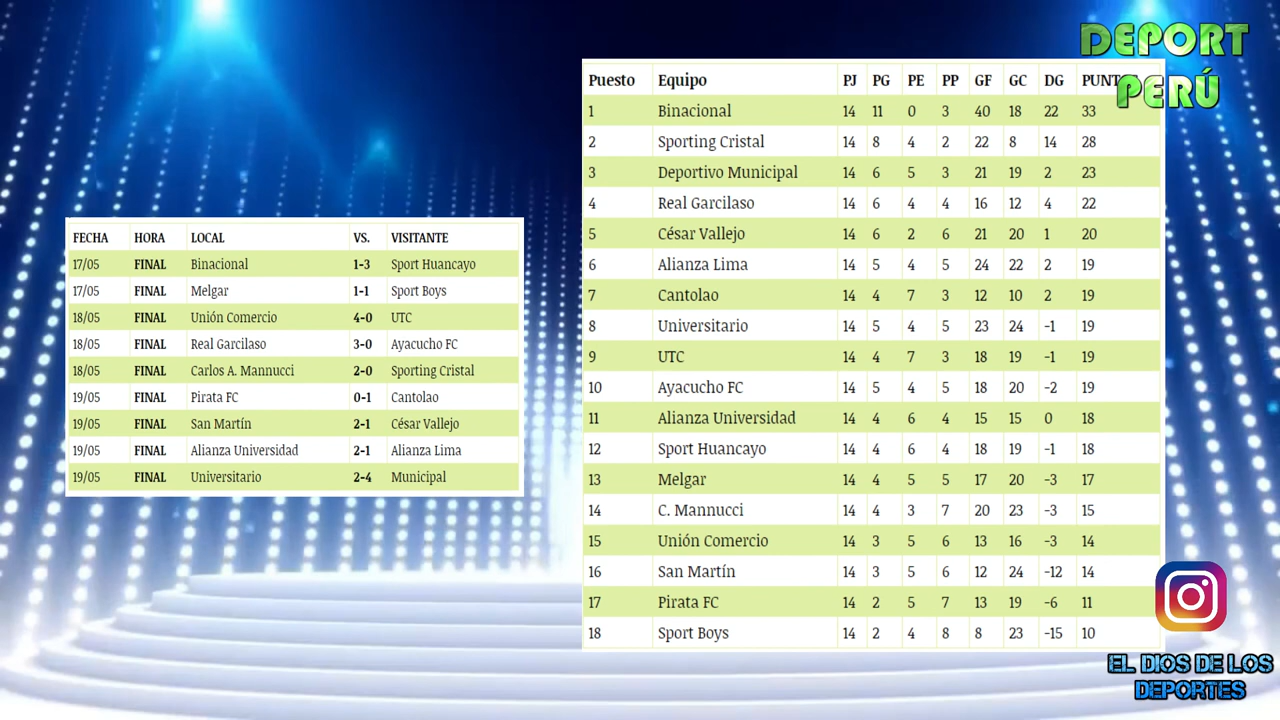 DEPORT
PERÚ
FECHA HORA LOCAL VS. VISITANTE
17/05 FINAL Binacional 1-3 Sport Huancayo
17/05 FINAL Melgar 1-1 Sport Boys
18/05 FINAL Unión Comercio 4-0 UTC
18/05 FINAL Real Garcilaso 3-0 Ayacucho FC
18/05 FINAL Carlos A. Mannucci 2-0 Sporting Cristal
19/05 FINAL Pirata FC 0-1 Cantolao
19/05 FINAL San Martín 2-1 César Vallejo
19/05 FINAL Alianza Universidad 2-1 Alianza Lima
19/05 FINAL Universitario 2-4 Municipal
Puesto Equipo PJ PG PE PP GF GC DG PUNT
1 Binacional 14 11 0 3 40 18 22 33
2 Sporting Cristal 14 8 4 2 22 8 14 28
3 Deportivo Municipal 14 6 5 3 21 19 2 23
4 Real Garcilaso 14 6 4 4 16 12 4 22
5 César Vallejo 14 6 2 6 21 20 1 20
6 Alianza Lima 14 5 4 5 24 22 2 19
7 Cantolao 14 4 7 3 12 10 2 19
8 Universitario 14 5 4 5 23 24 -1 19
9 UTC 14 4 7 3 18 19 -1 19
10 Ayacucho FC 14 5 4 5 18 20 -2 19
11 Alianza Universidad 14 4 6 4 15 15 0 18
12 Sport Huancayo 14 4 6 4 18 19 -1 18
13 Melgar 14 4 5 5 17 20 -3 17
14 C. Mannucci 14 4 3 7 20 23 -3 15
15 Unión Comercio 14 3 5 6 13 16 -3 14
16 San Martín 14 3 5 6 12 24 -12 14
17 Pirata FC 14 2 5 7 13 19 -6 11
18 Sport Boys 14 2 4 8 8 23 -15 10
EL DIOS DE LOS
DEPORTES